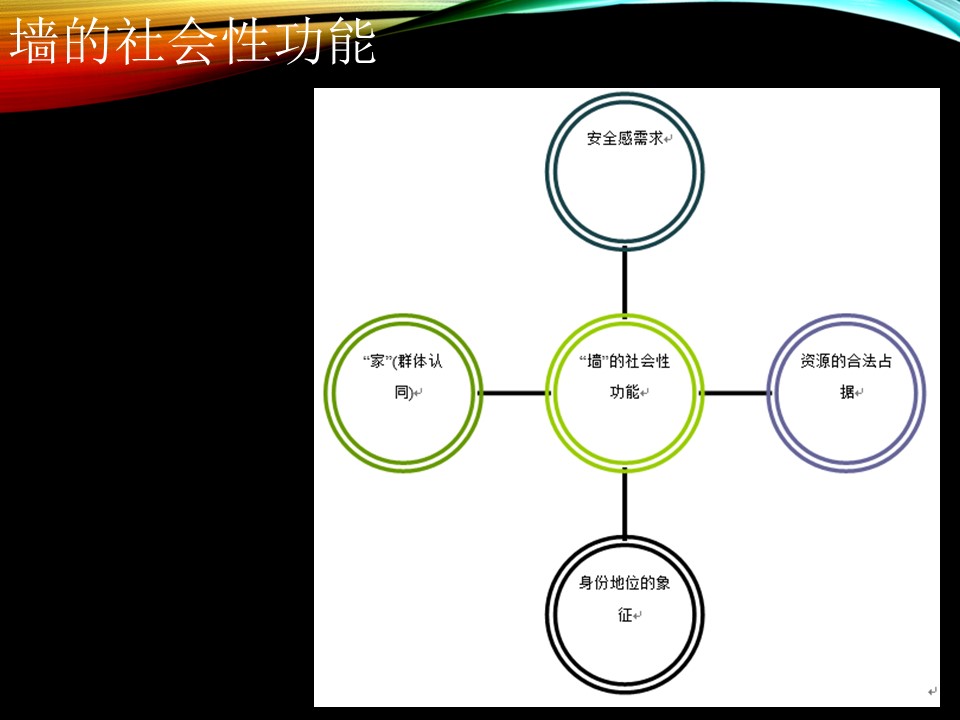 墙的社会性功能
安全感需求
“家”(群体认
同)
“墙”的社会性
功能
资源的合法占
据
身份地位的象
征